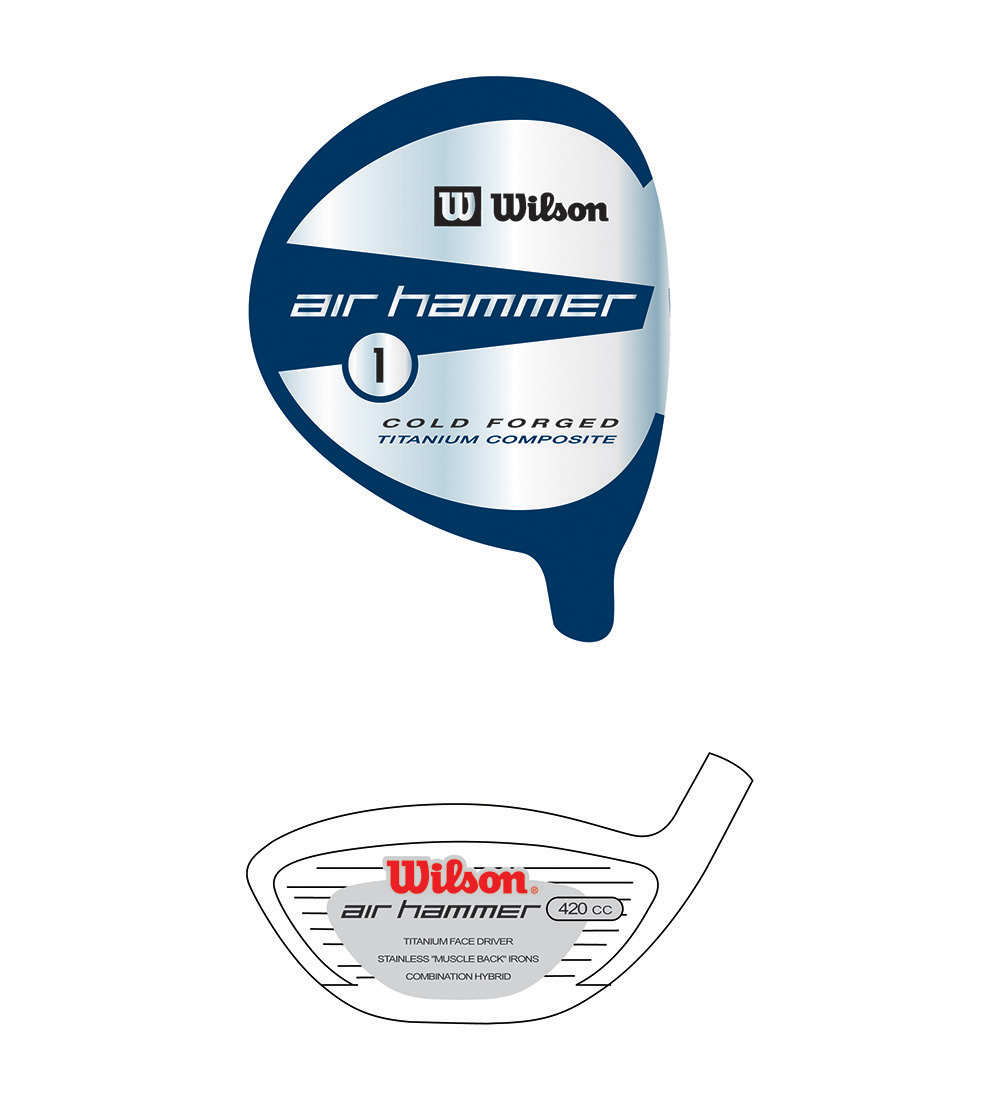 W Wilson
air hammer
1
COLD FORGED
TITANIUM COMPOSITE
Wilson®
air hammer 420 CC
TITANIUM FACE DRIVER
STAINLESS "MUSCLE BACK" IRONS
COMBINATION HYBRID